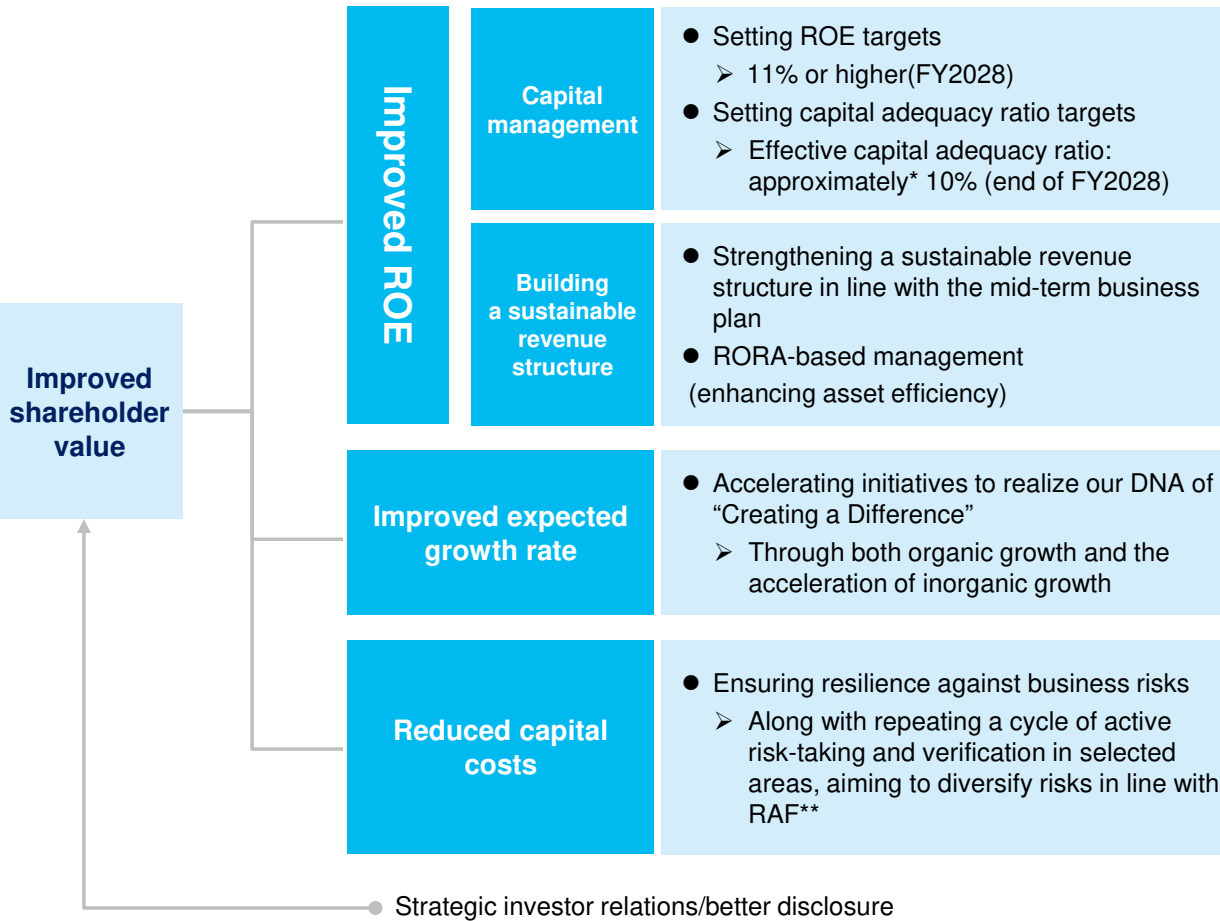 Improved
shareholder
value
Improved ROE
Capital
management
● Setting ROE targets
➢ 11% or higher(FY2028)
● Setting capital adequacy ratio targets
➢ Effective capital adequacy ratio:
approximately* 10% (end of FY2028)
Building
a sustainable
revenue
structure
● Strengthening a sustainable revenue
structure in line with the mid-term business
plan
● RORA-based management
(enhancing asset efficiency)
Improved expected
growth rate
● Accelerating initiatives to realize our DNA of
“Creating a Difference”
➢ Through both organic growth and the
acceleration of inorganic growth
Reduced capital
costs
● Ensuring resilience against business risks
➢ Along with repeating a cycle of active
risk-taking and verification in selected
areas, aiming to diversify risks in line with
RAF**
Strategic investor relations/better disclosure